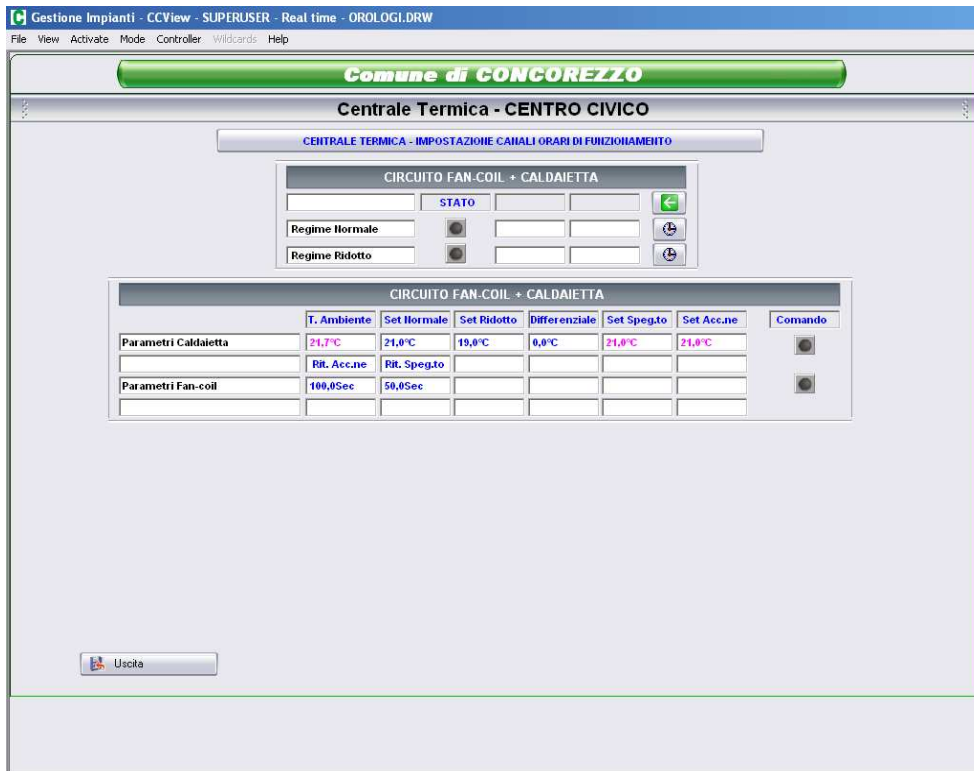 Gestione Impianti - CCView - SUPERUSER - Real time - OROLOGI.DRW
File View Activate Mode Controller Wildcards Help
Comune di CONCOREZZO
Centrale Termica - CENTRO CIVICO
CENTRALE TERMICA - IMPOSTAZIONE CANALI ORARI DI FUNZIONAMENTO
CIRCUITO FAN-COIL + CALDAIETTA
STATO
Regime Normale
Regime Ridotto
CIRCUITO FAN-COIL + CALDAIETTA
T. Ambiente Set Normale Set Ridotto Differenziale Set Speg.to Set Acc.ne Comando
Parametri Caldaietta 21,7°C 21,0°C 19,0°C 0,0°C 21,0°C 21,0°C
Rit. Acc.ne Rit. Speg.to
Parametri Fan-coil 100,0Sec 50,0Sec
Uscita